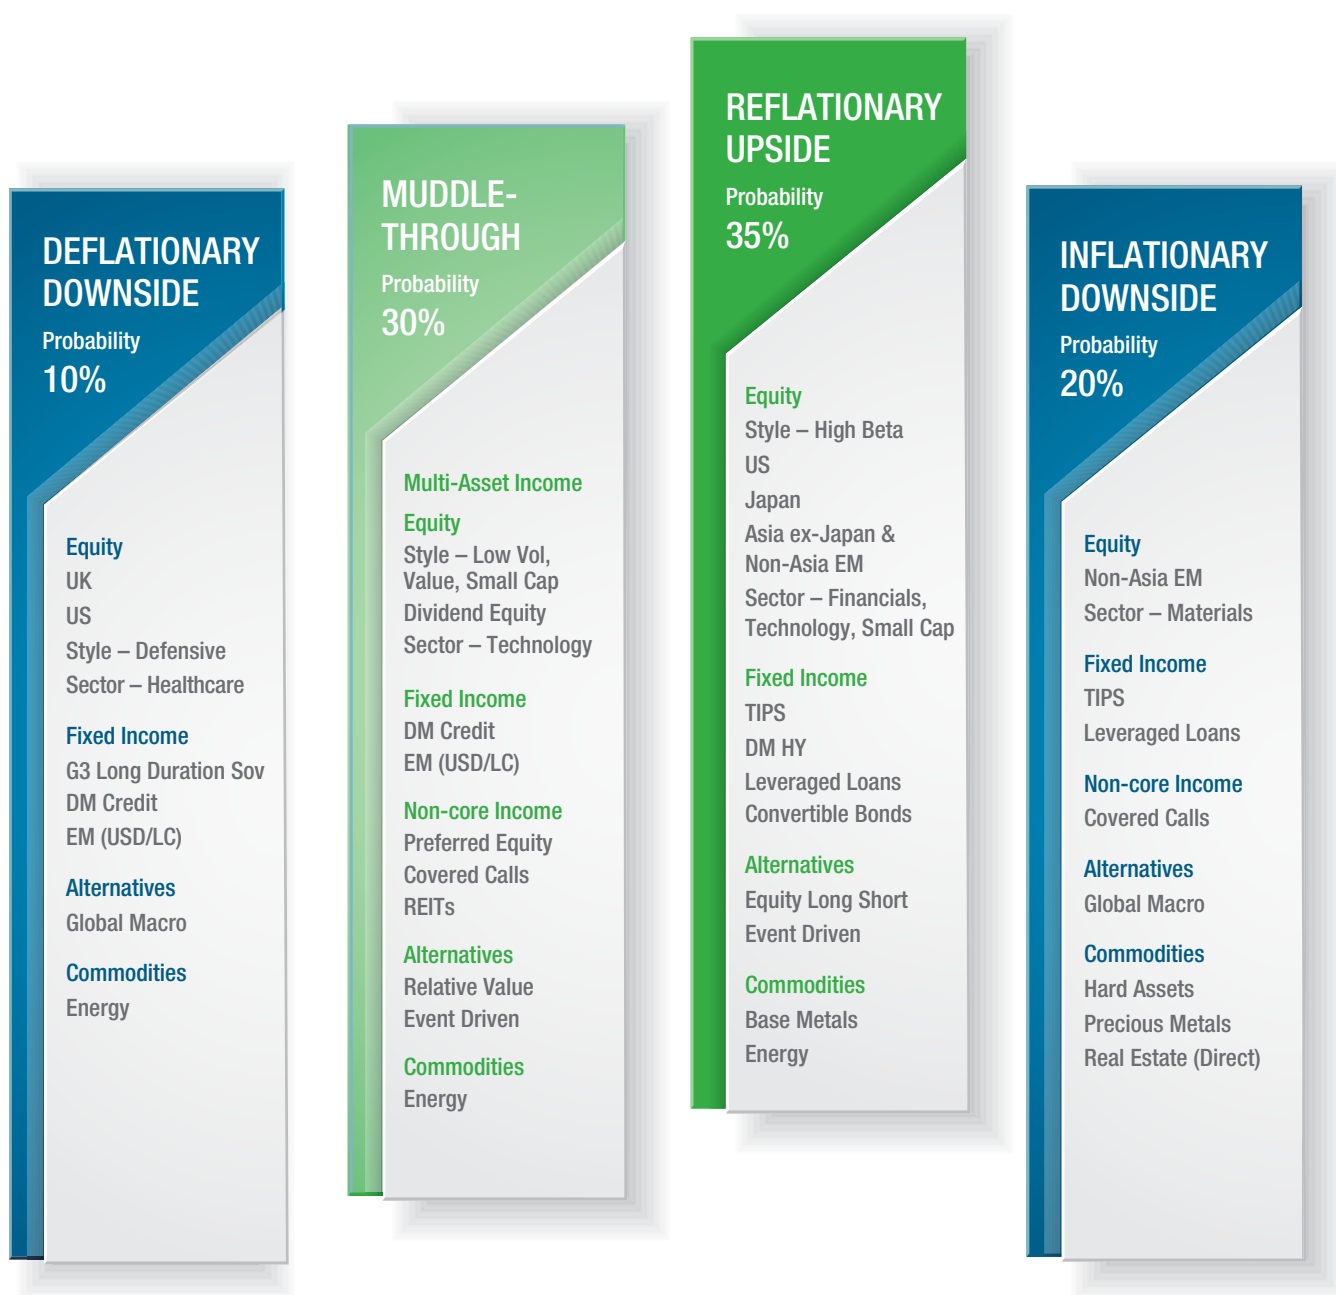 DEFLATIONARY
DOWNSIDE
Probability
10%
Equity
UK
US
Style – Defensive
Sector – Healthcare
Fixed Income
G3 Long Duration Sov
DM Credit
EM (USD/LC)
Alternatives
Global Macro
Commodities
Energy
MUDDLE-
THROUGH
Probability
30%
Multi-Asset Income
Equity
Style – Low Vol,
Value, Small Cap
Dividend Equity
Sector – Technology
Fixed Income
DM Credit
EM (USD/LC)
Non-core Income
Preferred Equity
Covered Calls
REITs
Alternatives
Relative Value
Event Driven
Commodities
Energy
REFLATIONARY
UPSIDE
Probability
35%
Equity
Style – High Beta
US
Japan
Asia ex-Japan &
Non-Asia EM
Sector – Financials,
Technology, Small Cap
Fixed Income
TIPS
DM HY
Leveraged Loans
Convertible Bonds
Alternatives
Equity Long Short
Event Driven
Commodities
Base Metals
Energy
INFLATIONARY
DOWNSIDE
Probability
20%
Equity
Non-Asia EM
Sector – Materials
Fixed Income
TIPS
Leveraged Loans
Non-core Income
Covered Calls
Alternatives
Global Macro
Commodities
Hard Assets
Precious Metals
Real Estate (Direct)